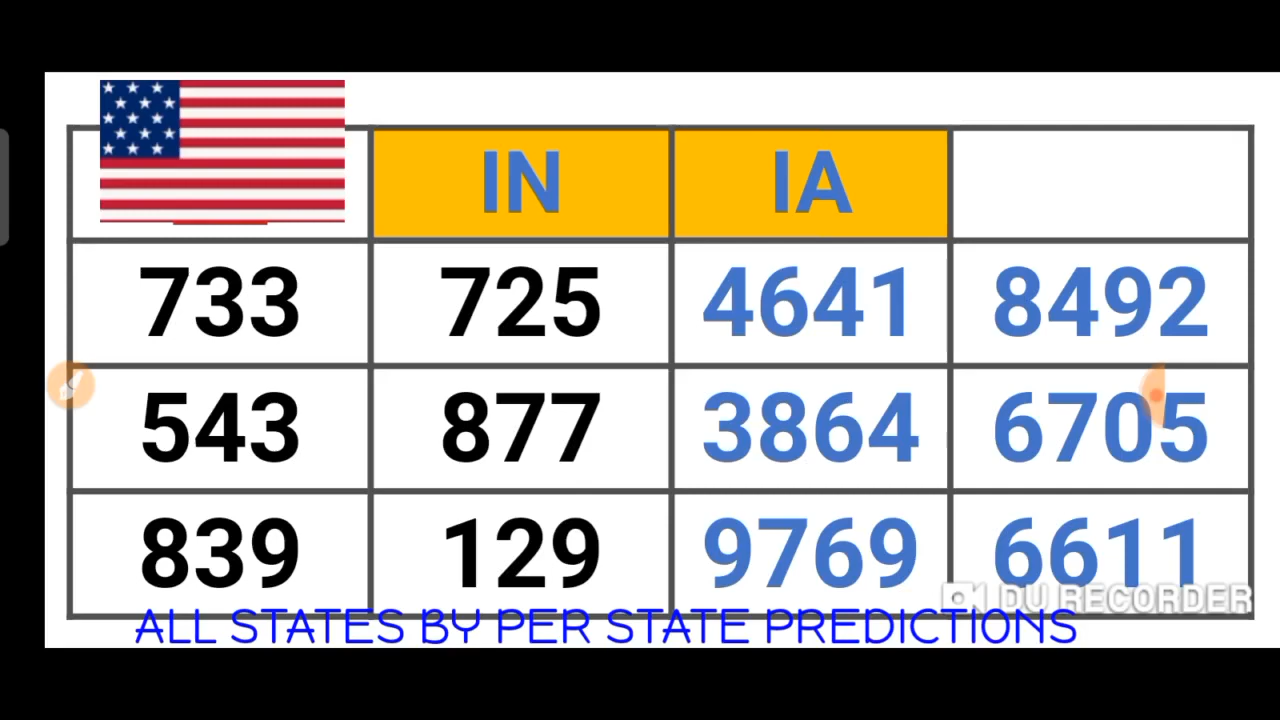 IN IA
733 725 4641 8492
543 877 3864 6705
839 129 9769 6611
DU RECORDER
ALL STATES BY PER STATE PREDICTIONS